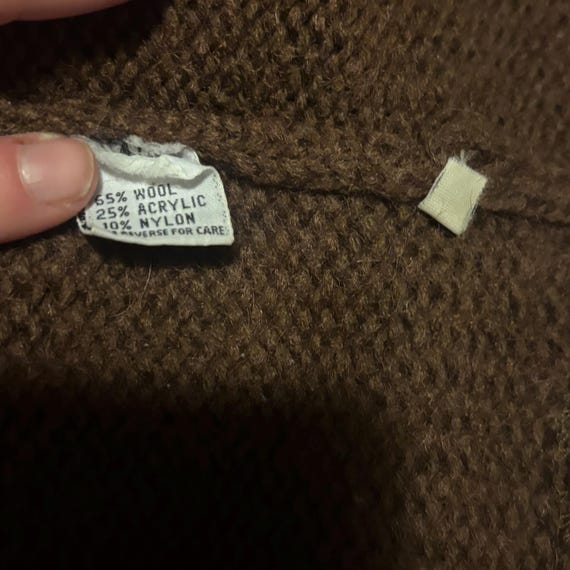 65% WOOL
25% ACRYLIC
10% NYLON
REVERSE FOR CARE